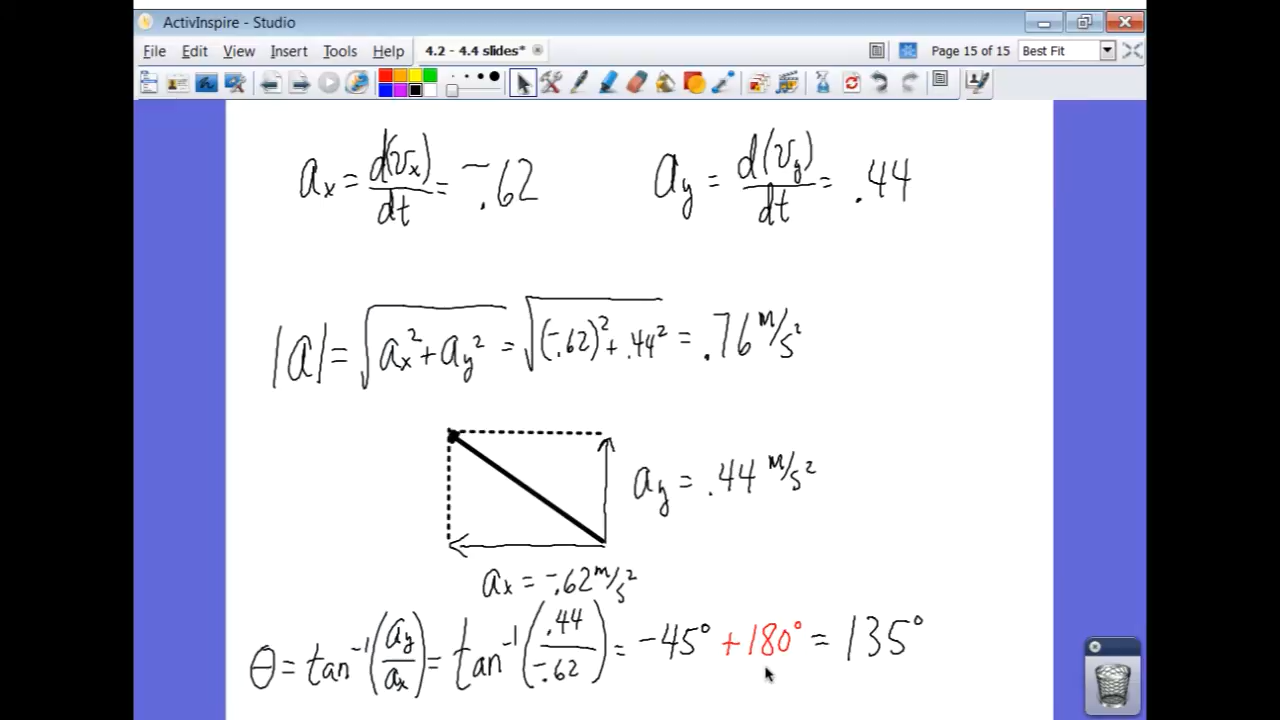 ActivInspire - Studio
File Edit View Insert Tools Help 4.2 - 4.4 slides* Page 15 of 15 Best Fit
ax = d(vx)/dt = -.62 ay = d(vy)/dt = .44
|a| = √(ax² + ay²) = √((-.62)² + .44²) = .76 m/s²
ay = .44 m/s²
ax = -.62 m/s²
θ = tan⁻¹(ay/ax) = tan⁻¹(.44/-.62) = -45° +180° = 135°